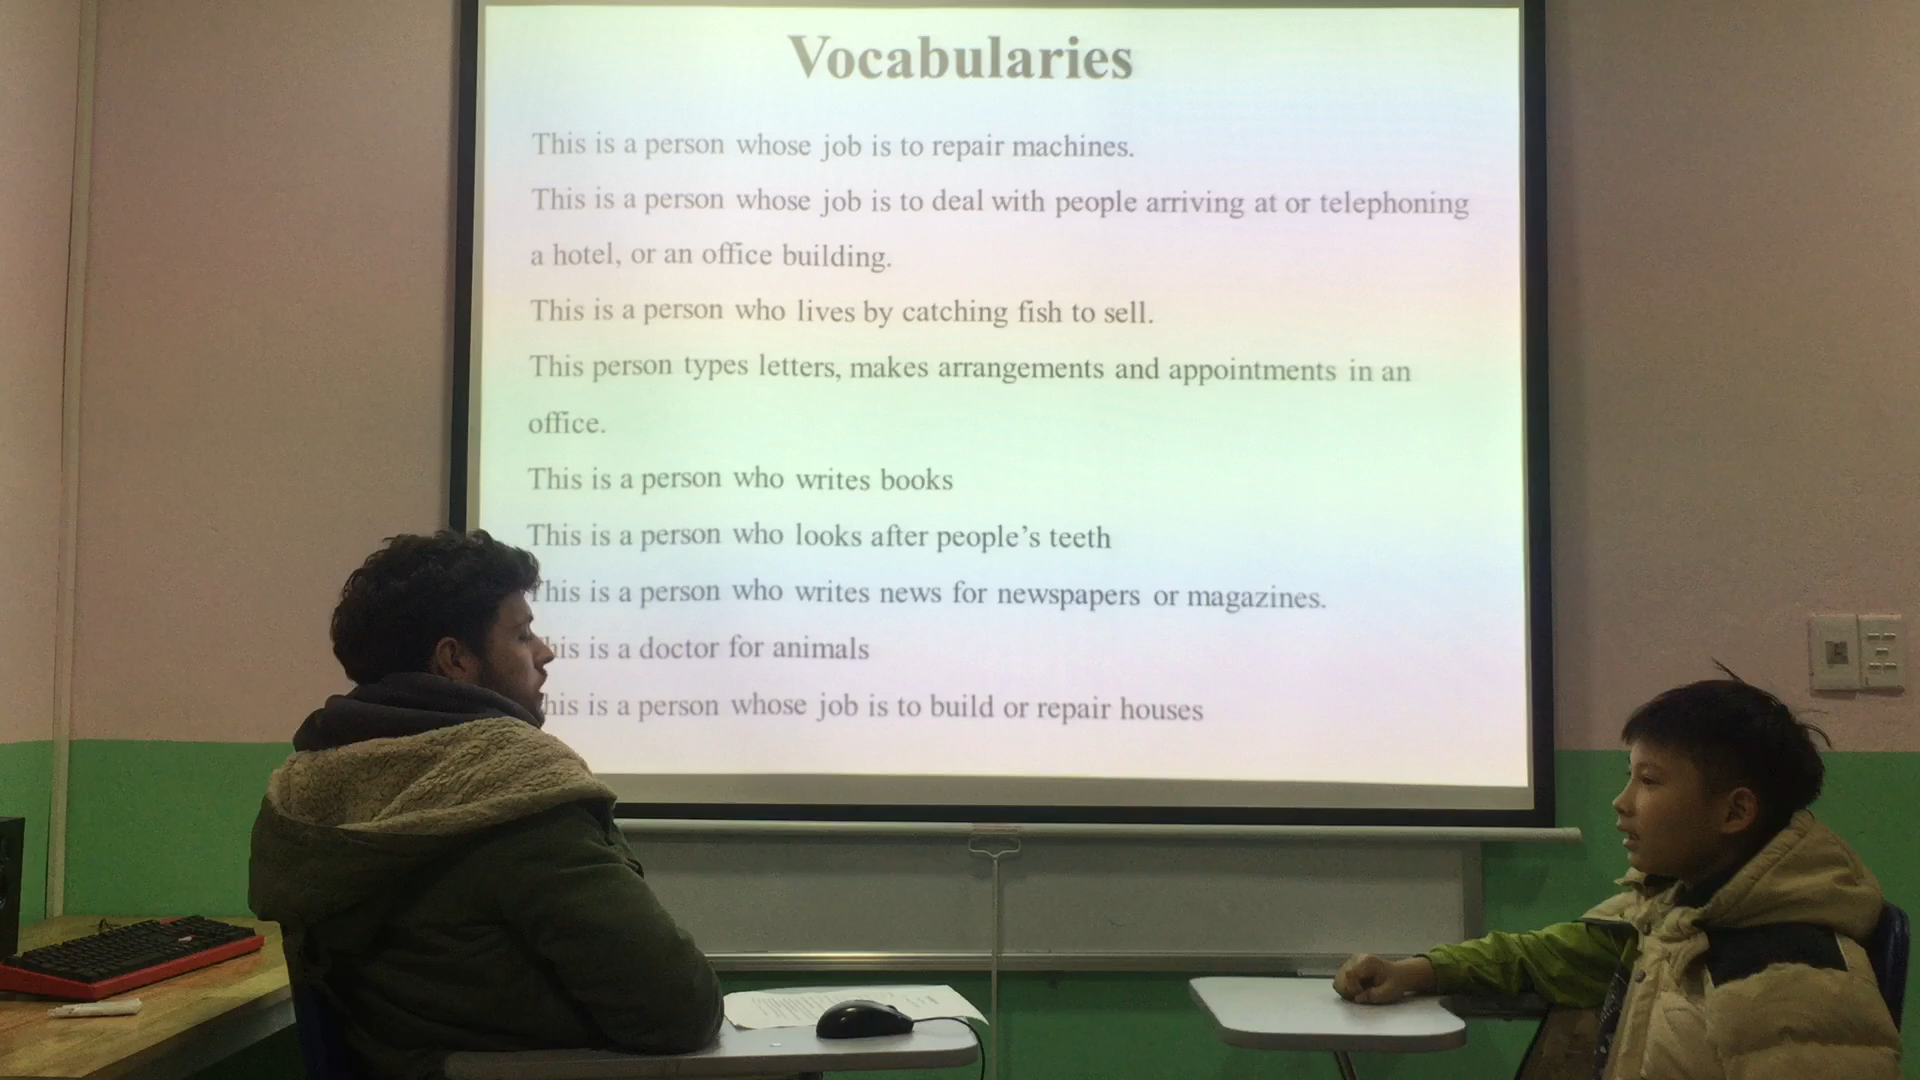 Vocabularies
This is a person whose job is to repair machines.
This is a person whose job is to deal with people arriving at or telephoning
a hotel, or an office building.
This is a person who lives by catching fish to sell.
This person types letters, makes arrangements and appointments in an
office.
This is a person who writes books
This is a person who looks after people's teeth
This is a person who writes news for newspapers or magazines.
his is a doctor for animals
his is a person whose job is to build or repair houses